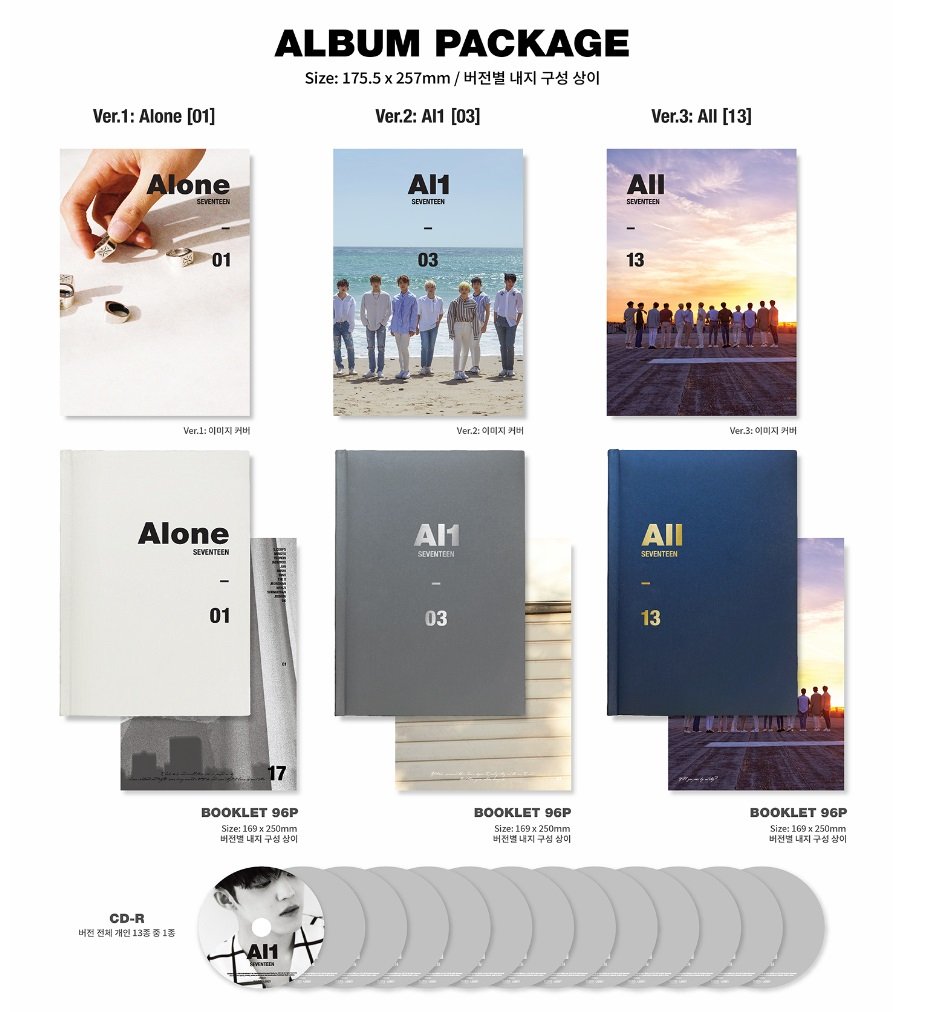 ALBUM PACKAGE
Size: 175.5 x 257mm / 버전별 내지 구성 상이
Ver.1: Alone [01]
Ver.2: Al1 [03]
Ver.3: All [13]
Alone
SEVENTEEN
–
01
Al1
SEVENTEEN
–
03
All
SEVENTEEN
–
13
Ver.1: 이미지 커버
Ver.2: 이미지 커버
Ver.3: 이미지 커버
Alone
SEVENTEEN
–
01
01
17
Al1
SEVENTEEN
–
03
All
SEVENTEEN
–
13
BOOKLET 96P
Size: 169 x 250mm
버전별 내지 구성 상이
BOOKLET 96P
Size: 169 x 250mm
버전별 내지 구성 상이
BOOKLET 96P
Size: 169 x 250mm
버전별 내지 구성 상이
CD-R
버전 전체 개인 13종 중 1종
Al1
SEVENTEEN